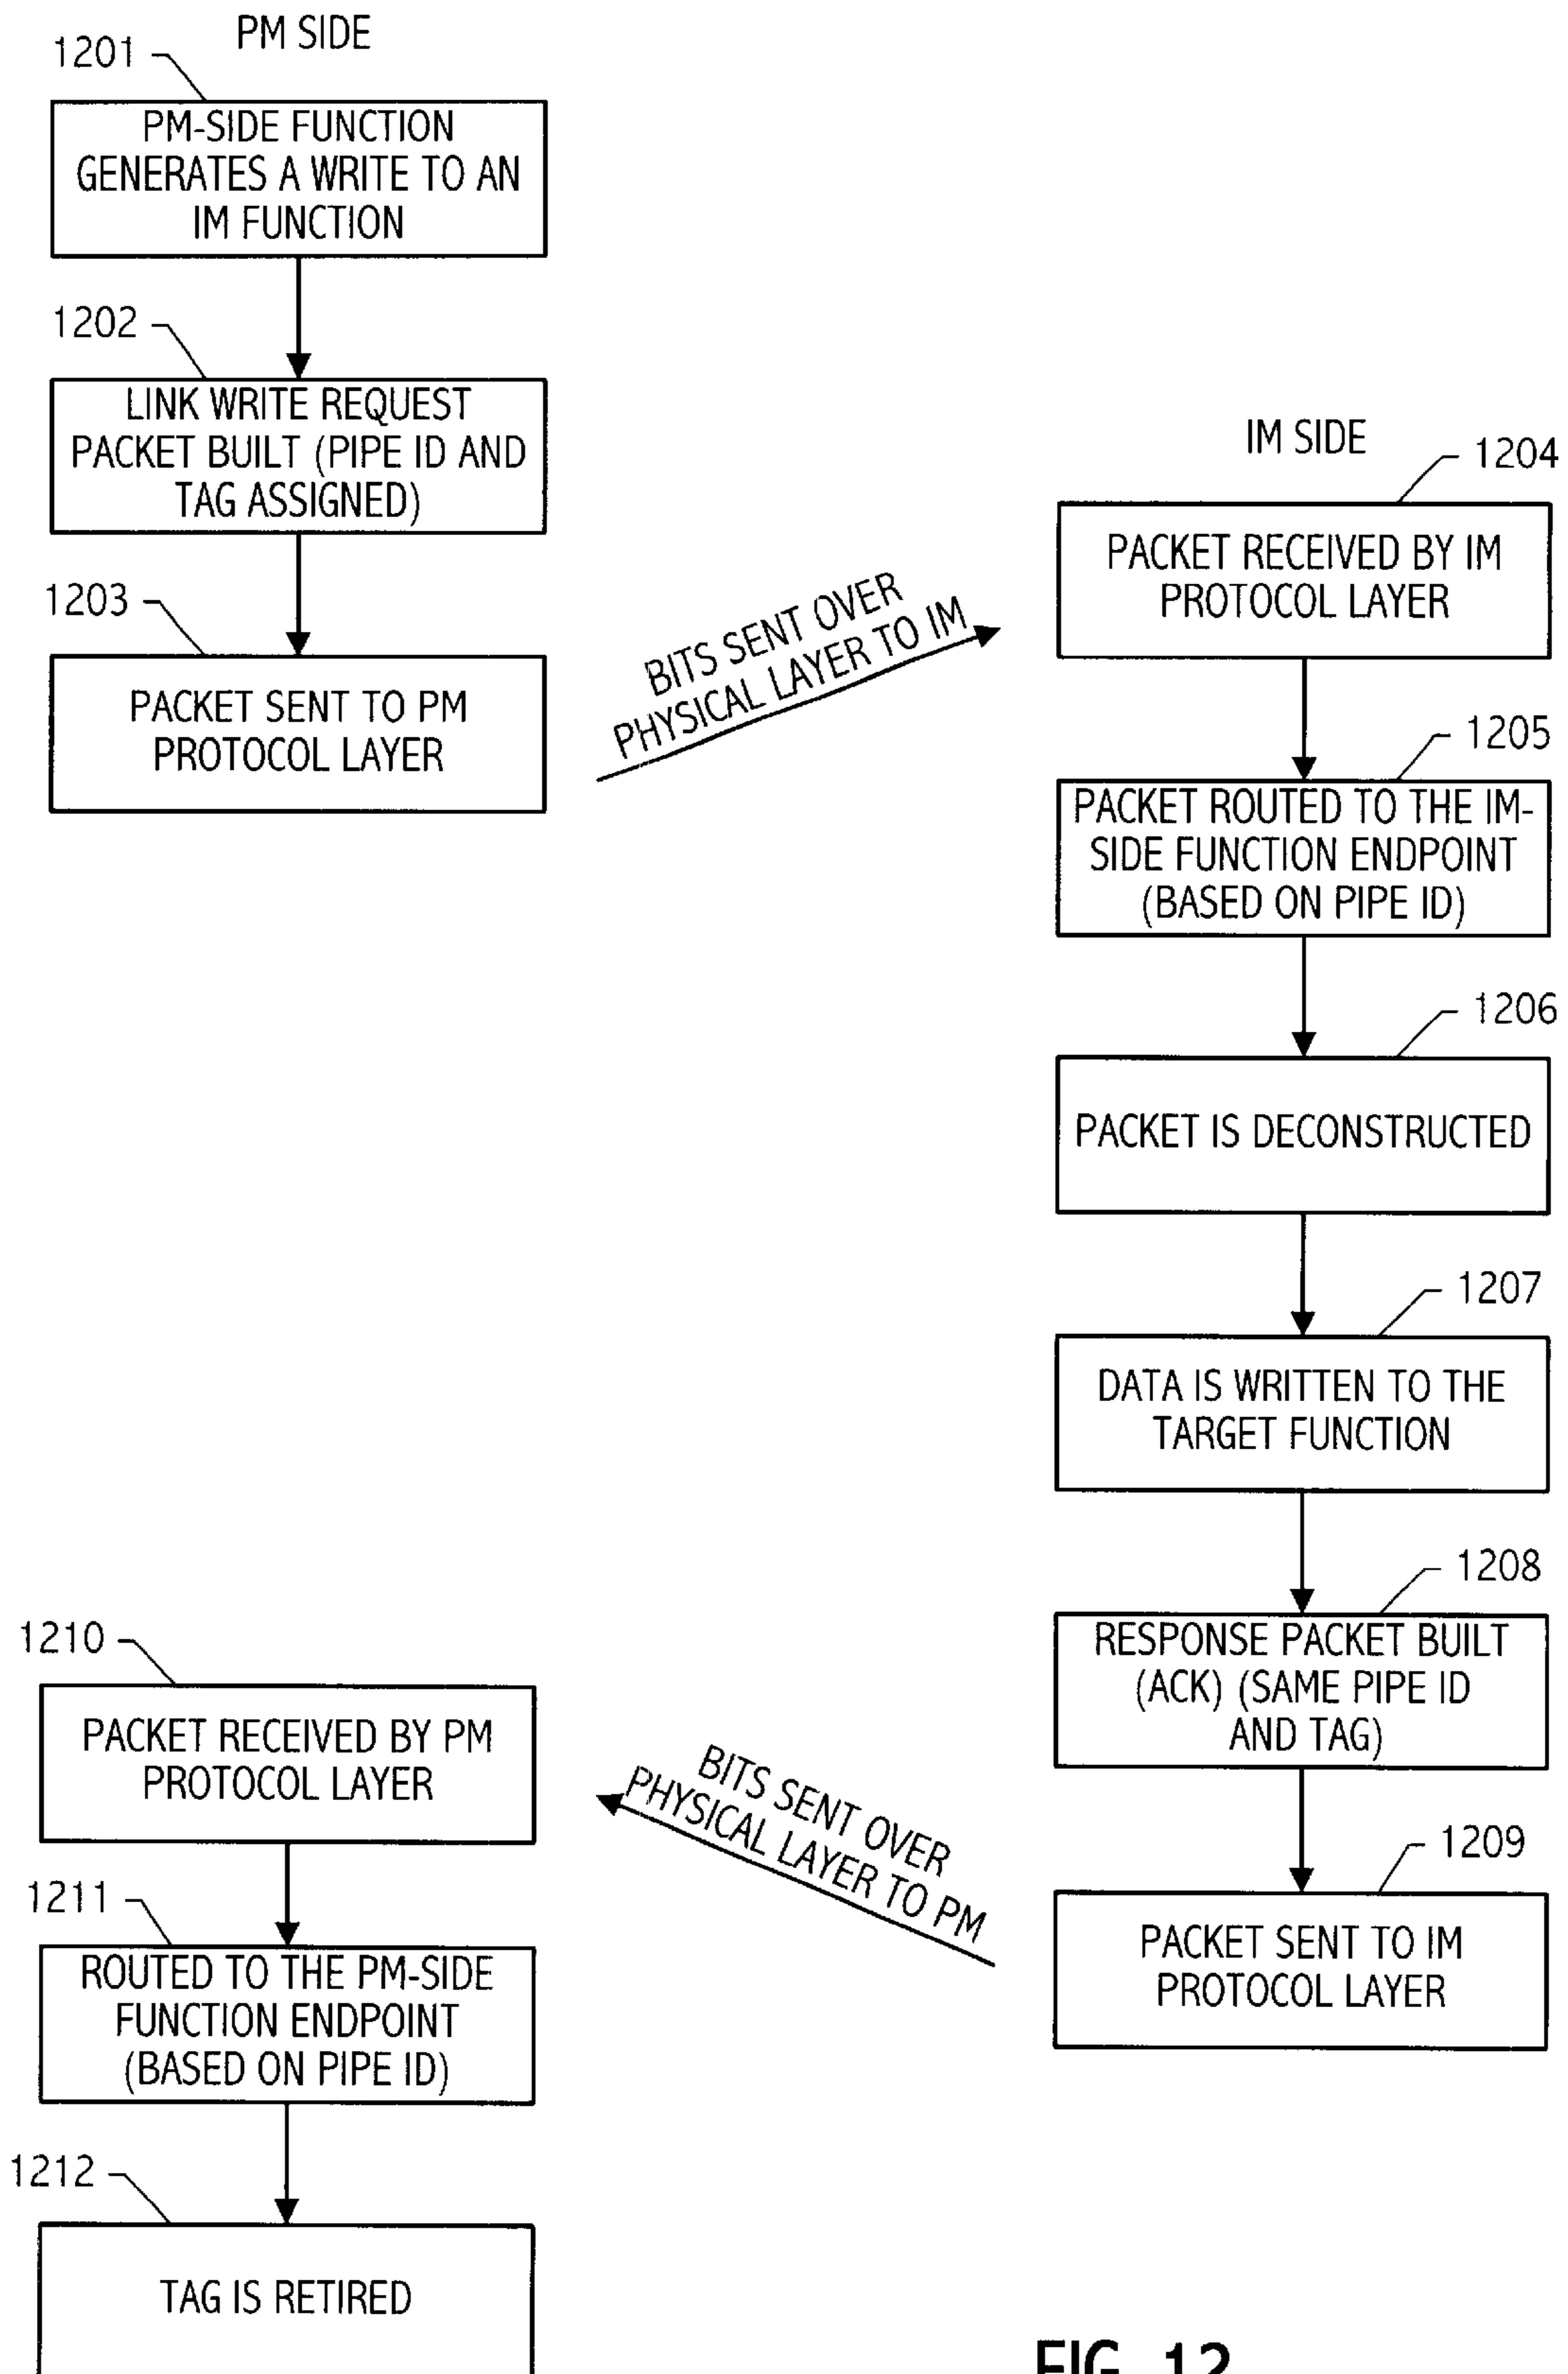 PM SIDE
1201
PM-SIDE FUNCTION
GENERATES A WRITE TO AN
IM FUNCTION
1202
LINK WRITE REQUEST
PACKET BUILT (PIPE ID AND
TAG ASSIGNED)
1203
PACKET SENT TO PM
PROTOCOL LAYER
BITS SENT OVER
PHYSICAL LAYER TO IM
IM SIDE
1204
PACKET RECEIVED BY IM
PROTOCOL LAYER
1205
PACKET ROUTED TO THE IM-
SIDE FUNCTION ENDPOINT
(BASED ON PIPE ID)
1206
PACKET IS DECONSTRUCTED
1207
DATA IS WRITTEN TO THE
TARGET FUNCTION
1208
RESPONSE PACKET BUILT
(ACK) (SAME PIPE ID
AND TAG)
1209
PACKET SENT TO IM
PROTOCOL LAYER
BITS SENT OVER
PHYSICAL LAYER TO PM
1210
PACKET RECEIVED BY PM
PROTOCOL LAYER
1211
ROUTED TO THE PM-SIDE
FUNCTION ENDPOINT
(BASED ON PIPE ID)
1212
TAG IS RETIRED
FIG. 12